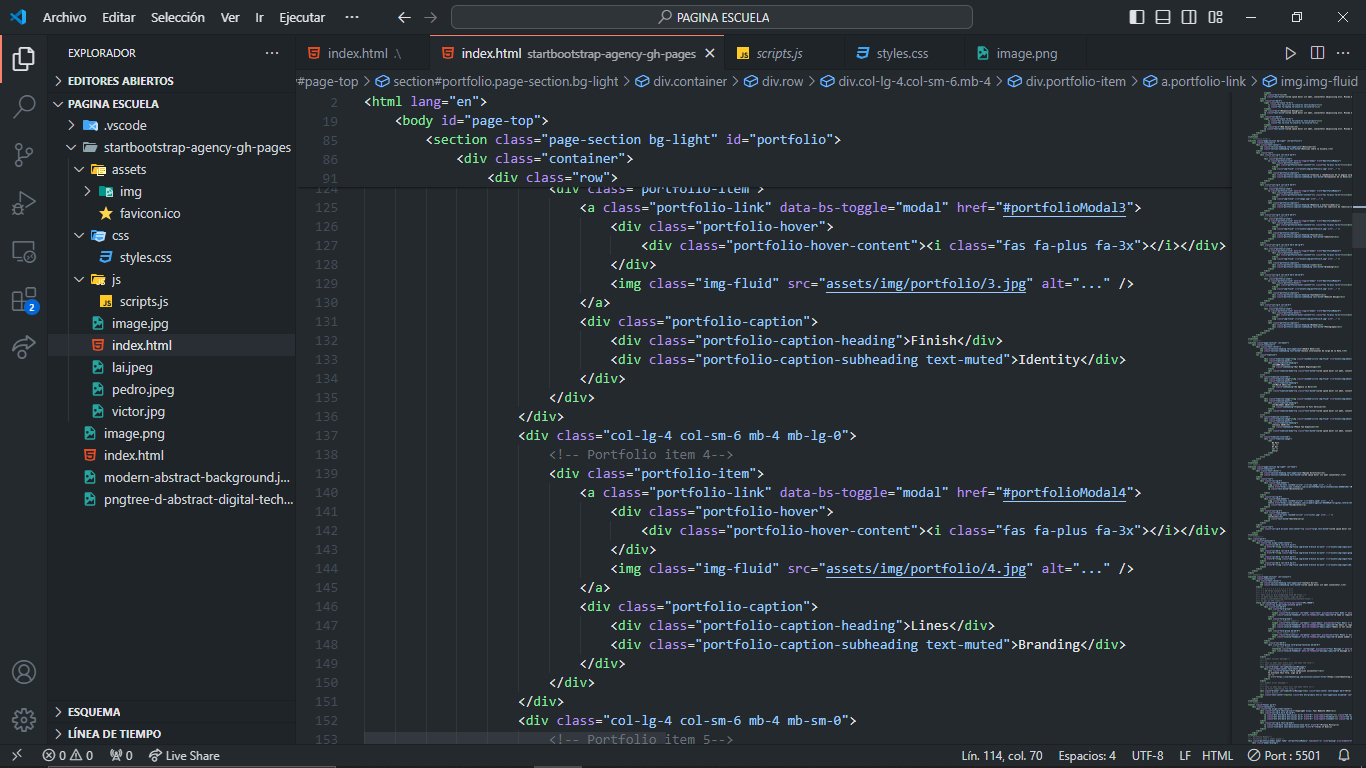 Archivo Editar Selección Ver Ir Ejecutar ··· PAGINA ESCUELA
EXPLORADOR ···
EDITORES ABIERTOS
PAGINA ESCUELA
.vscode
startbootstrap-agency-gh-pages
assets
img
favicon.ico
css
styles.css
js
scripts.js
image.jpg
index.html
lai.jpeg
pedro.jpeg
victor.jpg
image.png
index.html
modern-abstract-background.j...
pngtree-d-abstract-digital-tech...
ESQUEMA
LÍNEA DE TIEMPO
2
index.html .\ index.html startbootstrap-agency-gh-pages scripts.js styles.css image.png
y#page-top > section#portfolio.page-section.bg-light > div.container > div.row > div.col-lg-4.col-sm-6.mb-4 > div.portfolio-item > a.portfolio-link > img.img-fluid
2 <html lang="en">
19 <body id="page-top">
85 <section class="page-section bg-light" id="portfolio">
86 <div class="container">
91 <div class="row">
124 <div class="portfolio-item">
125 <a class="portfolio-link" data-bs-toggle="modal" href="#portfolioModal3">
126 <div class="portfolio-hover">
127 <div class="portfolio-hover-content"><i class="fas fa-plus fa-3x"></i></div>
128 </div>
129 <img class="img-fluid" src="assets/img/portfolio/3.jpg" alt="..." />
130 </a>
131 <div class="portfolio-caption">
132 <div class="portfolio-caption-heading">Finish</div>
133 <div class="portfolio-caption-subheading text-muted">Identity</div>
134 </div>
135 </div>
136 </div>
137 <div class="col-lg-4 col-sm-6 mb-4 mb-lg-0">
138 <!-- Portfolio item 4-->
139 <div class="portfolio-item">
140 <a class="portfolio-link" data-bs-toggle="modal" href="#portfolioModal4">
141 <div class="portfolio-hover">
142 <div class="portfolio-hover-content"><i class="fas fa-plus fa-3x"></i></div>
143 </div>
144 <img class="img-fluid" src="assets/img/portfolio/4.jpg" alt="..." />
145 </a>
146 <div class="portfolio-caption">
147 <div class="portfolio-caption-heading">Lines</div>
148 <div class="portfolio-caption-subheading text-muted">Branding</div>
149 </div>
150 </div>
151 </div>
152 <div class="col-lg-4 col-sm-6 mb-4 mb-sm-0">
153 <!-- Portfolio item 5-->
0 0 0 Live Share Lín. 114, col. 70 Espacios: 4 UTF-8 LF HTML Port : 5501